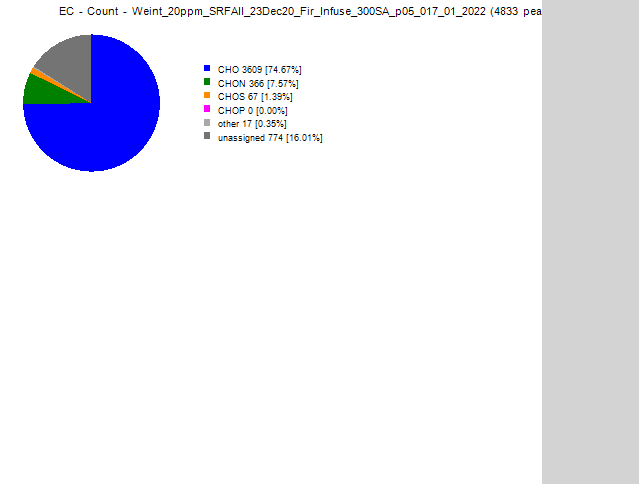 EC - Count - Weint_20ppm_SRFAII_23Dec20_Fir_Infuse_300SA_p05_017_01_2022 (4833 pea
CHO 3609 [74.67%]
CHON 366 [7.57%]
CHOS 67 [1.39%]
CHOP 0 [0.00%]
other 17 [0.35%]
unassigned 774 [16.01%]